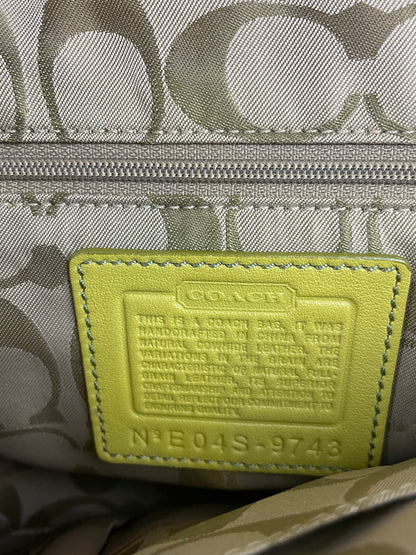 COACH
THIS IS A COACH BAG. IT WAS
HANDCRAFTED IN CHINA FROM
NATURAL COWHIDE LEATHER. THE
VARIATIONS IN THE GRAIN ARE
CHARACTERISTIC OF NATURAL FULL-
GRAIN LEATHER. ITS SUPERIOR
CRAFTSMANSHIP AND ATTENTION TO
DETAIL REFLECT OUR COMMITMENT TO
ENDURING QUALITY.
Nº E04S-9743